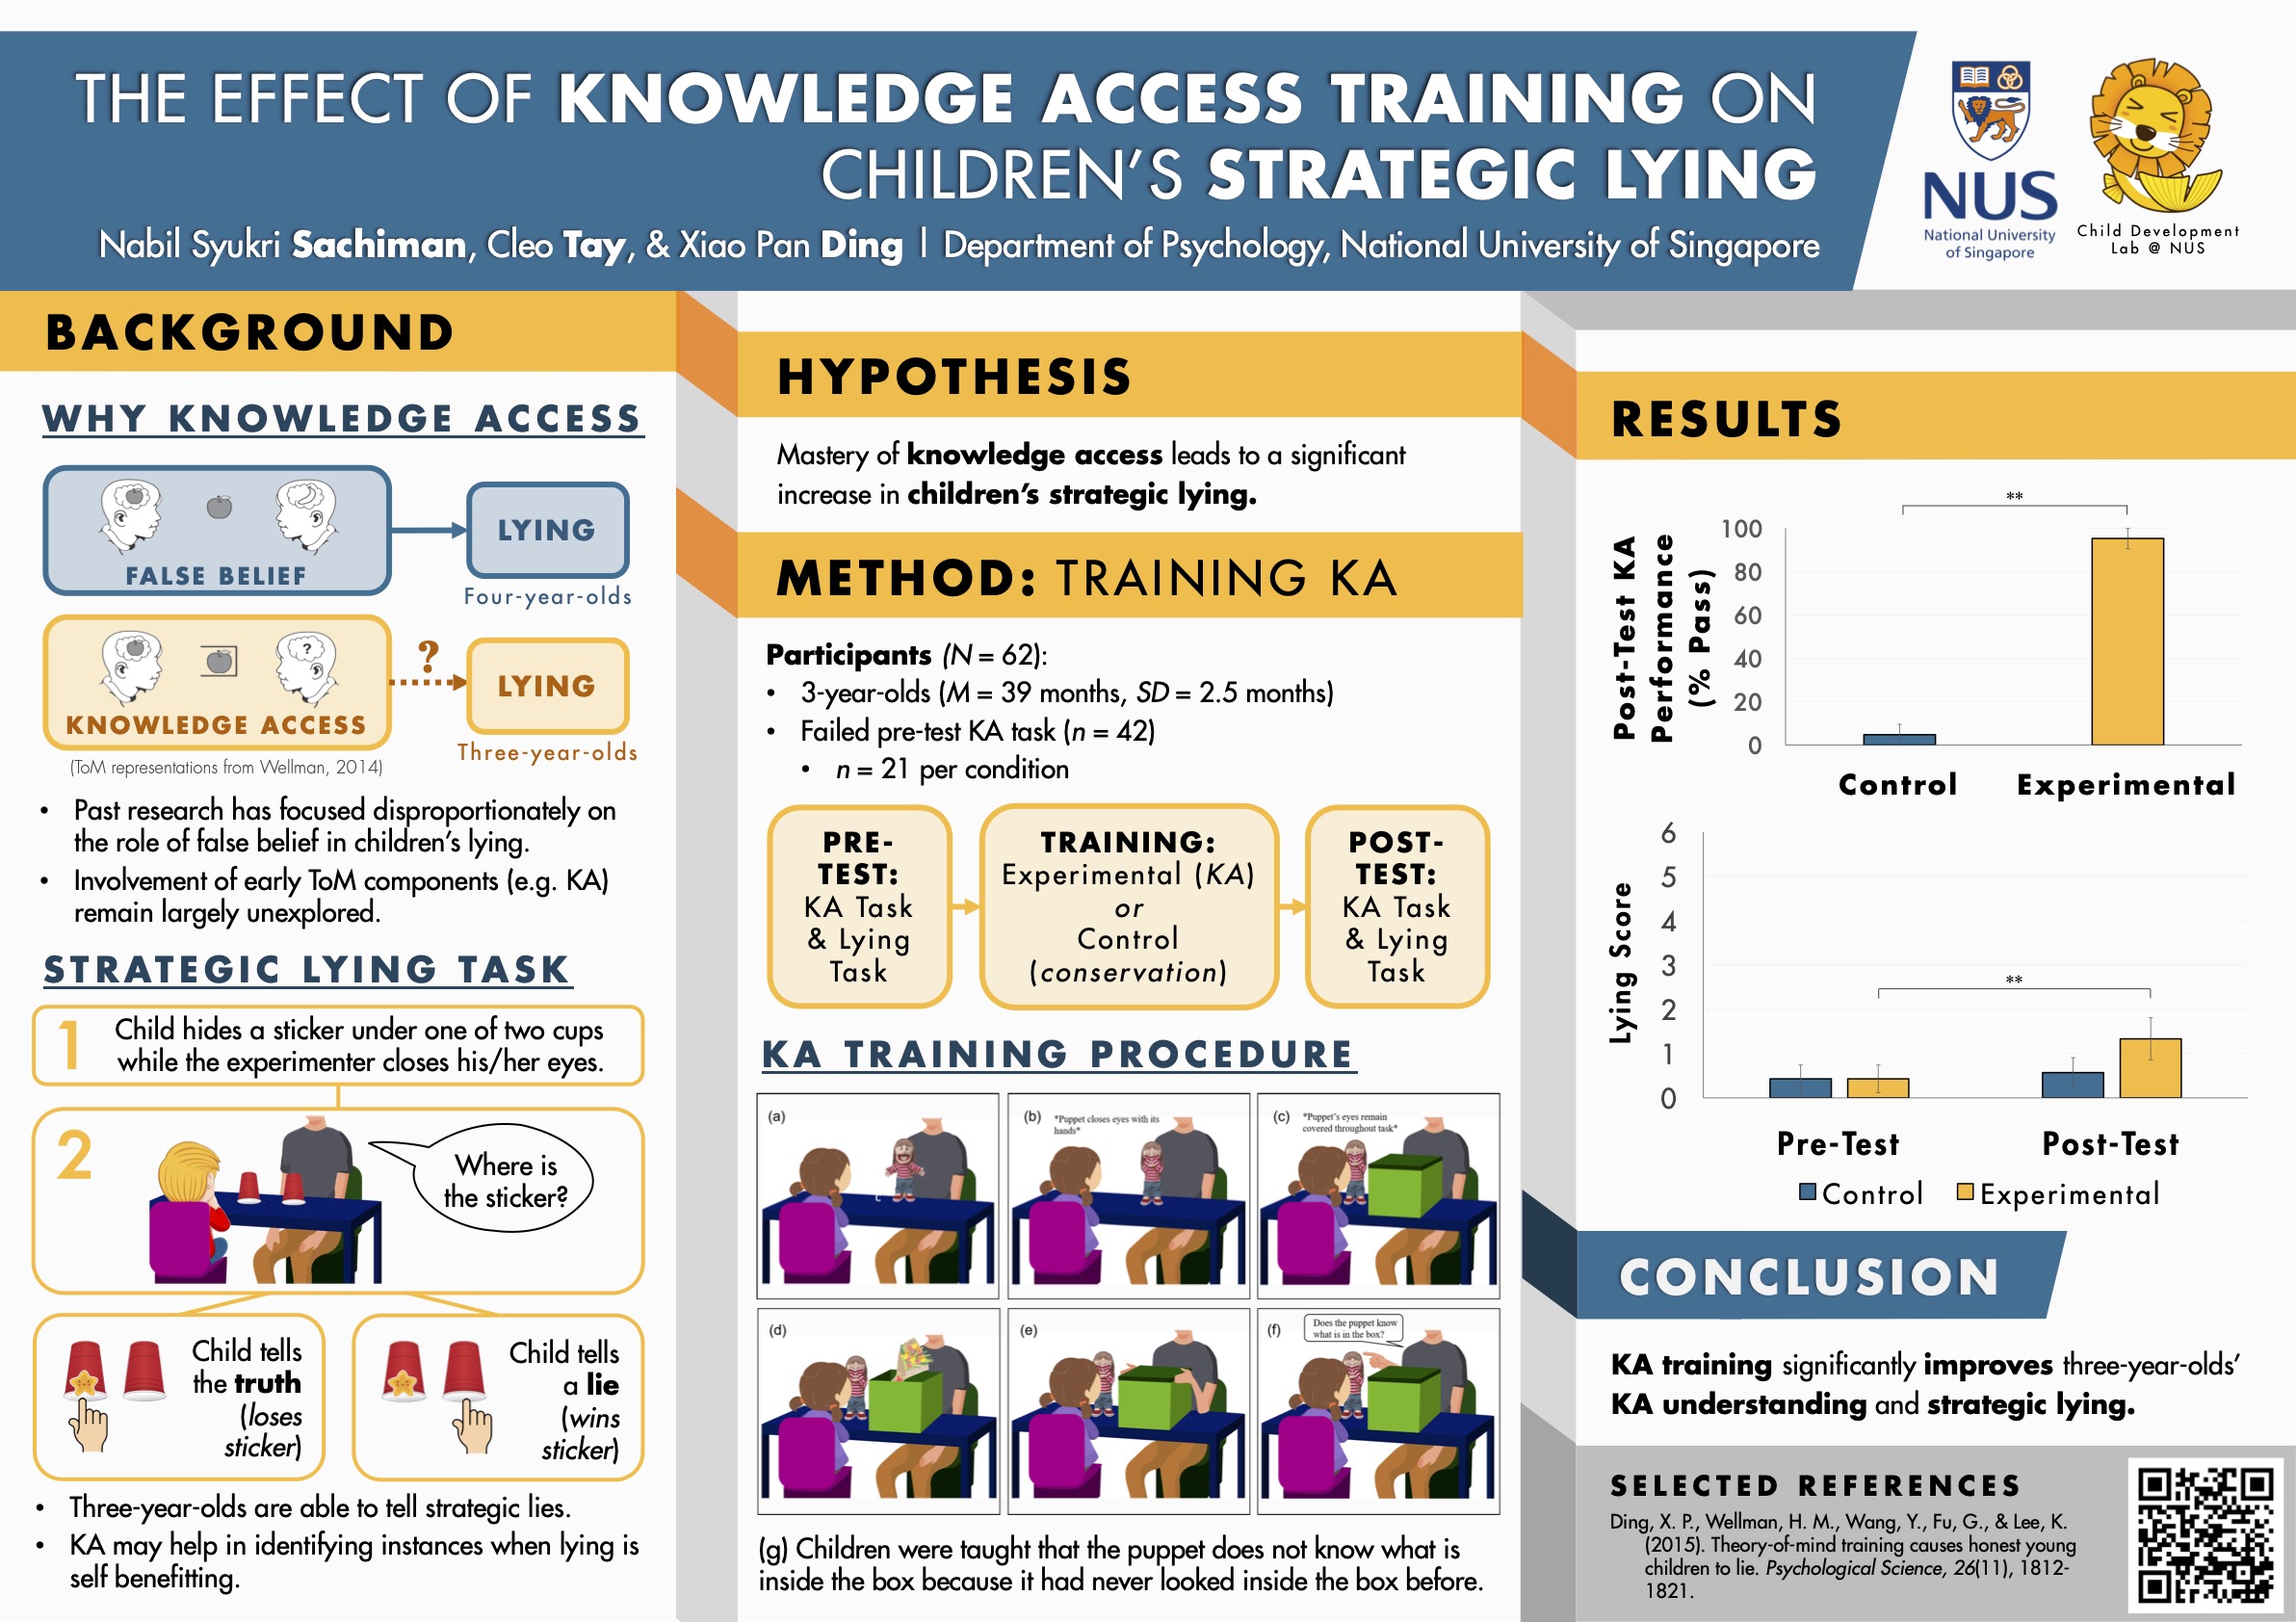 THE EFFECT OF KNOWLEDGE ACCESS TRAINING ON
CHILDREN'S STRATEGIC LYING
Nabil Syukri Sachiman, Cleo Tay, & Xiao Pan Ding | Department of Psychology, National University of Singapore
NUS
National University
of Singapore
Child Development
Lab @ NUS
BACKGROUND
WHY KNOWLEDGE ACCESS
FALSE BELIEF
LYING
Four-year-olds
?
KNOWLEDGE ACCESS
?
LYING
Three-year-olds
(ToM representations from Wellman, 2014)
• Past research has focused disproportionately on
the role of false belief in children's lying.
• Involvement of early ToM components (e.g. KA)
remain largely unexplored.
STRATEGIC LYING TASK
1
Child hides a sticker under one of two cups
while the experimenter closes his/her eyes.
2
Where is
the sticker?
Child tells
the truth
(loses
sticker)
Child tells
a lie
(wins
sticker)
• Three-year-olds are able to tell strategic lies.
• KA may help in identifying instances when lying is
self benefitting.
HYPOTHESIS
Mastery of knowledge access leads to a significant
increase in children's strategic lying.
METHOD: TRAINING KA
Participants (N = 62):
• 3-year-olds (M = 39 months, SD = 2.5 months)
• Failed pre-test KA task (n = 42)
• n = 21 per condition
PRE-
TEST:
KA Task
& Lying
Task
TRAINING:
Experimental (KA)
or
Control
(conservation)
POST-
TEST:
KA Task
& Lying
Task
KA TRAINING PROCEDURE
(a)
(b)
*Puppet closes eyes with its
hands*
(c)
*Puppet's eyes remain
covered throughout task*
(d)
(e)
(f)
Does the puppet know
what is in the box?
(g) Children were taught that the puppet does not know what is
inside the box because it had never looked inside the box before.
RESULTS
Post-Test KA
Performance
(% Pass)
100
80
60
40
20
0
**
Control
Experimental
Lying Score
6
5
4
3
2
1
0
**
Pre-Test
Post-Test
Control
Experimental
CONCLUSION
KA training significantly improves three-year-olds'
KA understanding and strategic lying.
SELECTED REFERENCES
Ding, X. P., Wellman, H. M., Wang, Y., Fu, G., & Lee, K.
(2015). Theory-of-mind training causes honest young
children to lie. Psychological Science, 26(11), 1812-
1821.